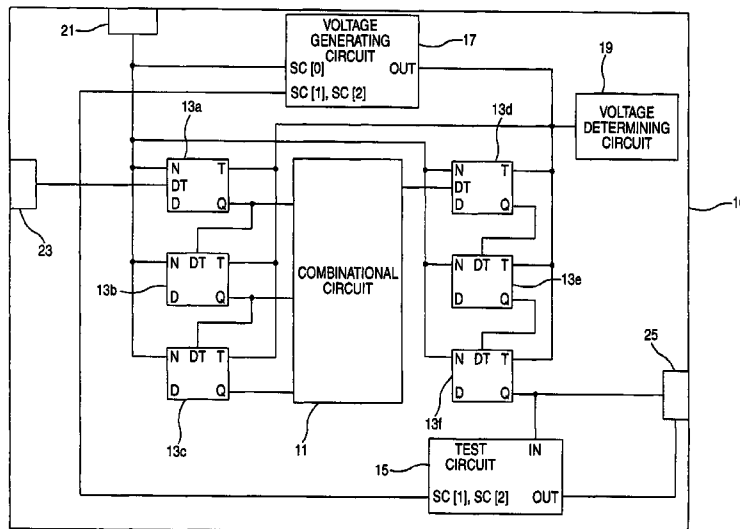 21
VOLTAGE
GENERATING
CIRCUIT
17
SC [0]
OUT
SC [1], SC [2]
19
VOLTAGE
DETERMINING
CIRCUIT
13a
N T
DT
D Q
13d
N T
DT
D Q
23
N DT T
D Q
13b
COMBINATIONAL
CIRCUIT
N DT T
D Q
13e
N DT T
D Q
13c
11
N DT T
D Q
13f
25
15
TEST
CIRCUIT
IN
SC [1], SC [2]
OUT